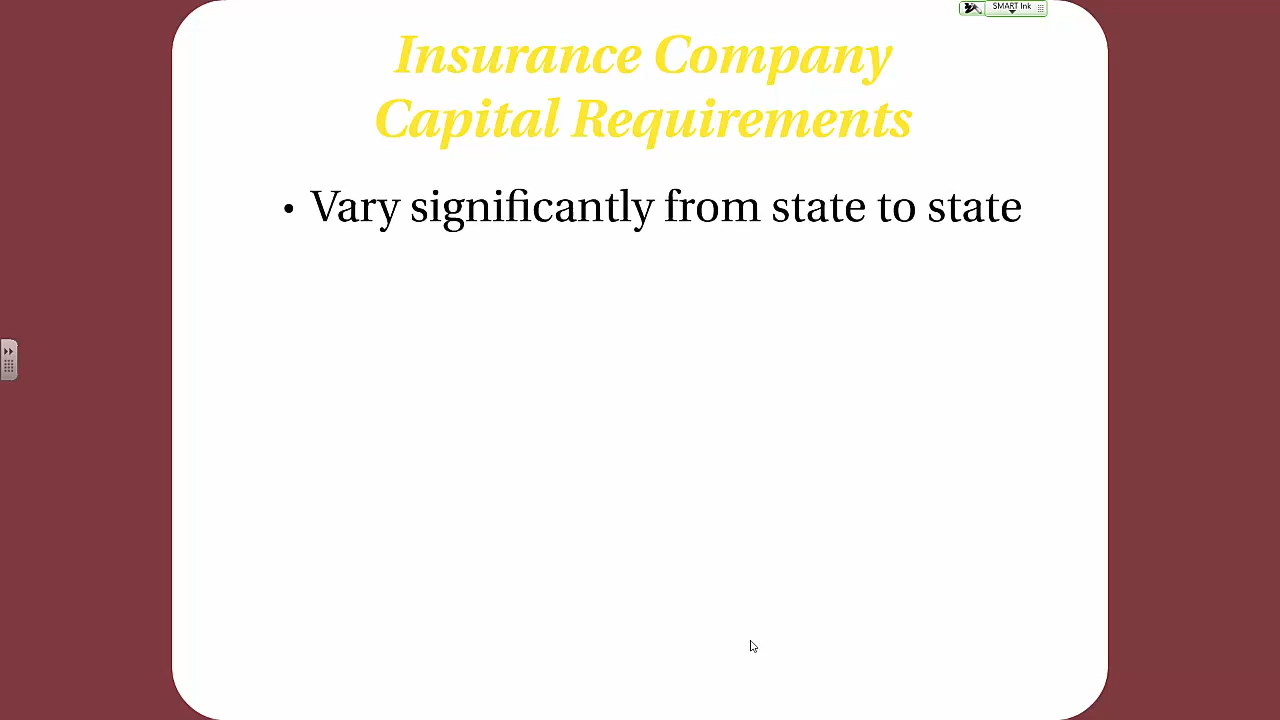 SMART Ink
Insurance Company
Capital Requirements
• Vary significantly from state to state